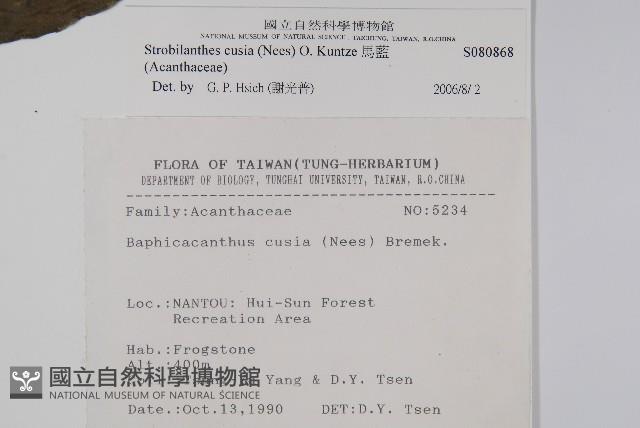 國立自然科學博物館
NATIONAL MUSEUM OF NATURAL SCIENCE, TAICHUNG, TAIWAN, R.O.CHINA
Strobilanthes cusia (Nees) O. Kuntze 馬藍 S080868
(Acanthaceae)
Det. by G. P. Hsich (謝光普) 2006/8/ 2
FLORA OF TAIWAN(TUNG-HERBARIUM)
DEPARTMENT OF BIOLOGY, TUNGHAI UNIVERSITY, TAIWAN, R.O.CHINA
Family:Acanthaceae NO:5234
Baphicacanthus cusia (Nees) Bremek.
Loc.:NANTOU: Hui-Sun Forest
Recreation Area
Hab.:Frogstone
Alt.:400m
Yang & D.Y. Tsen
Date.:Oct.13,1990 DET:D.Y. Tsen
國立自然科學博物館
NATIONAL MUSEUM OF NATURAL SCIENCE